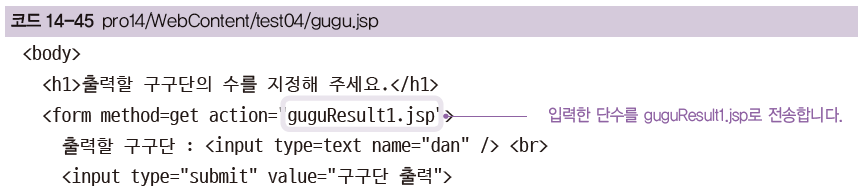 코드 14-45 pro14/WebContent/test04/gugu.jsp
<body>
<h1>출력할 구구단의 수를 지정해 주세요.</h1>
<form method=get action="guguResult1.jsp"> 입력한 단수를 guguResult1.jsp로 전송합니다.
출력할 구구단 : <input type=text name="dan" /> <br>
<input type="submit" value="구구단 출력">